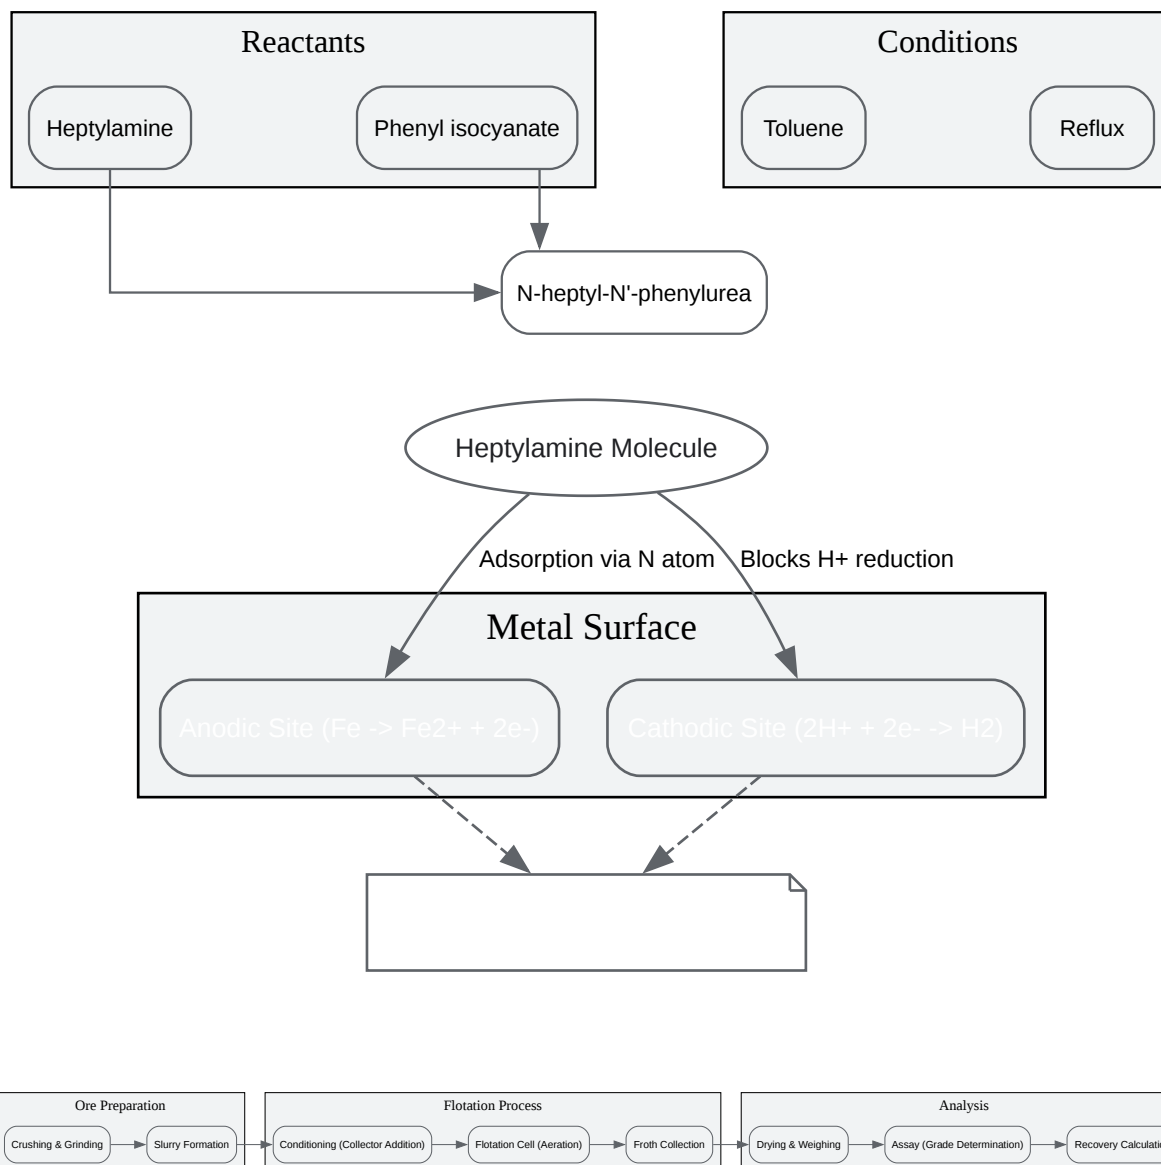 Reactants
Conditions
Heptylamine
Phenyl isocyanate
Toluene
Reflux
N-heptyl-N'-phenylurea
Heptylamine Molecule
Adsorption via N atom
Blocks H+ reduction
Metal Surface
Anodic Site (Fe -> Fe2+ + 2e-)
Cathodic Site (2H+ + 2e- -> H2)
Ore Preparation
Flotation Process
Analysis
Crushing & Grinding
Slurry Formation
Conditioning (Collector Addition)
Flotation Cell (Aeration)
Froth Collection
Drying & Weighing
Assay (Grade Determination)
Recovery Calculatio